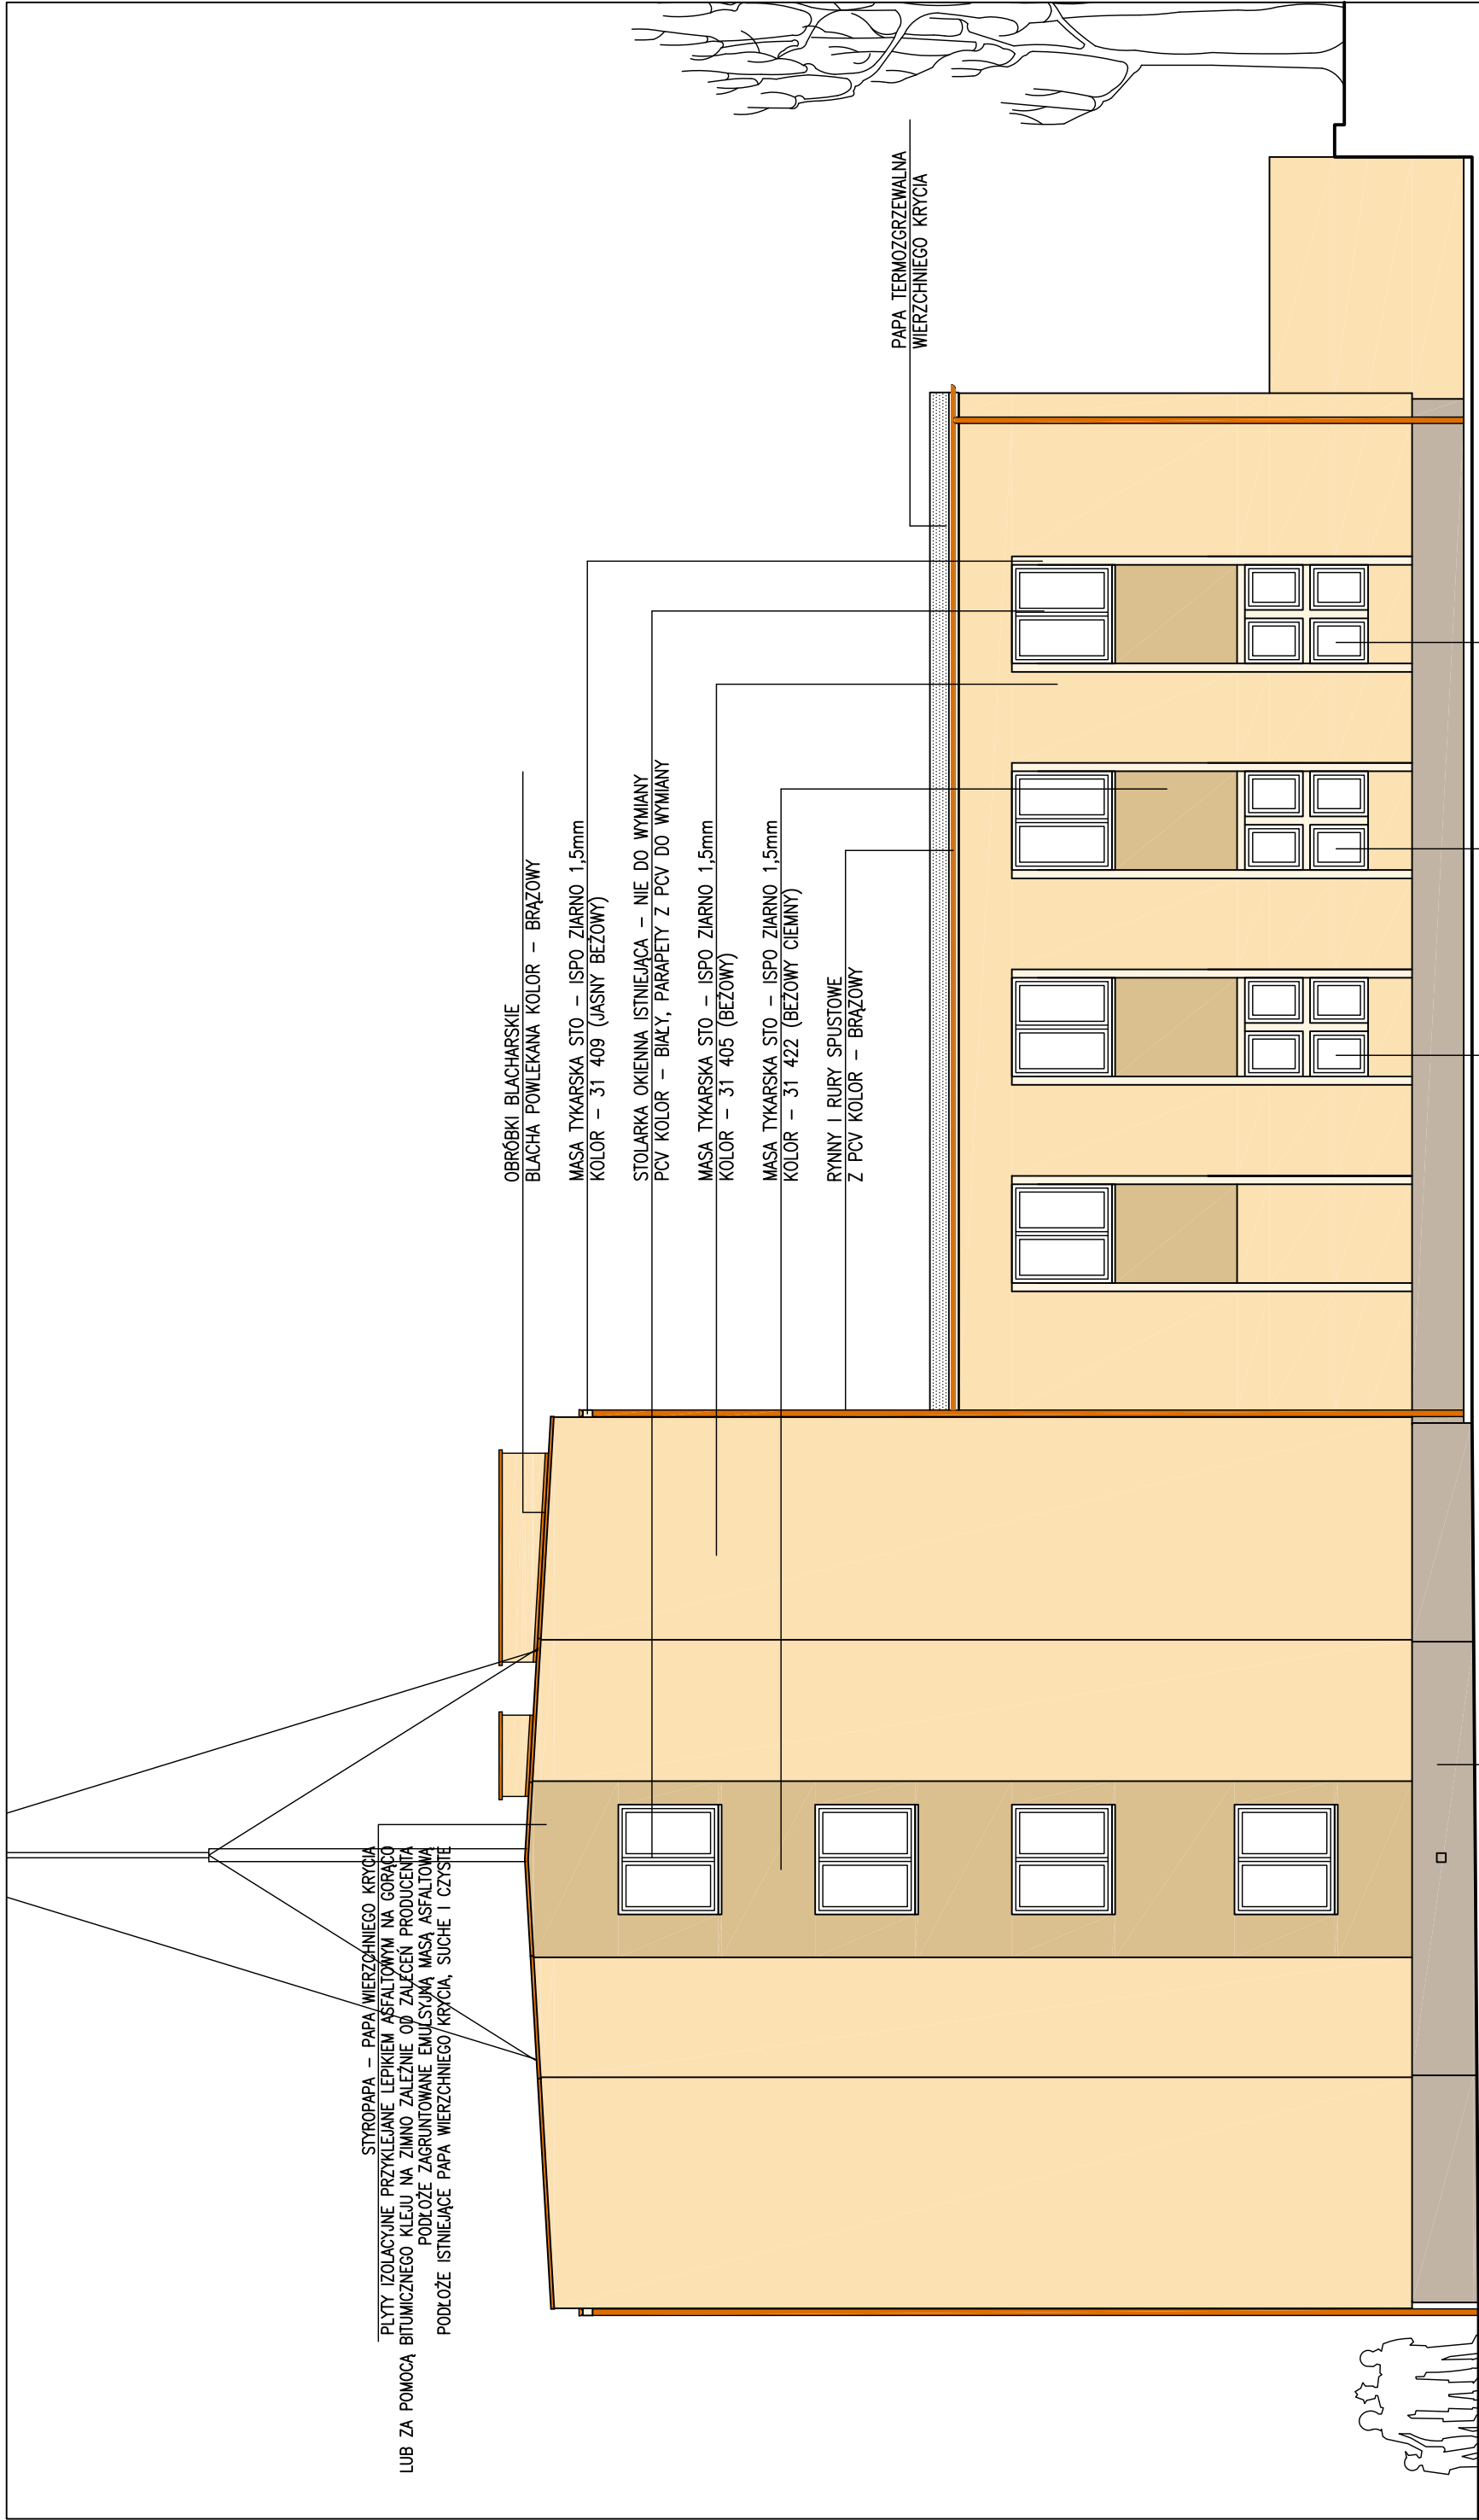 STYROPAPA – PAPA WIERZCHNIEGO KRYCIA
PŁYTY IZOLACYJNE PRZYKLEJANE LEPIKIEM ASFALTOWYM NA GORĄCO
LUB ZA POMOCĄ BITUMICZNEGO KLEJU NA ZIMNO ZALEŻNIE OD ZALECEŃ PRODUCENTA
PODŁOŻE ZAGRUNTOWANE EMULSYJNĄ MASĄ ASFALTOWĄ
PODŁOŻE ISTNIEJĄCE PAPA WIERZCHNIEGO KRYCIA, SUCHE I CZYSTE
OBRÓBKI BLACHARSKIE
BLACHA POWLEKANA KOLOR – BRĄZOWY
MASA TYKARSKA STO – ISPO ZIARNO 1,5mm
KOLOR – 31 409 (JASNY BEŻOWY)
STOLARKA OKIENNA ISTNIEJĄCA – NIE DO WYMIANY
PCV KOLOR – BIAŁY, PARAPETY Z PCV DO WYMIANY
MASA TYKARSKA STO – ISPO ZIARNO 1,5mm
KOLOR – 31 405 (BEŻOWY)
MASA TYKARSKA STO – ISPO ZIARNO 1,5mm
KOLOR – 31 422 (BEŻOWY CIEMNY)
RYNNY I RURY SPUSTOWE
Z PCV KOLOR – BRĄZOWY
PAPA TERMOZGRZEWALNA
WIERZCHNIEGO KRYCIA